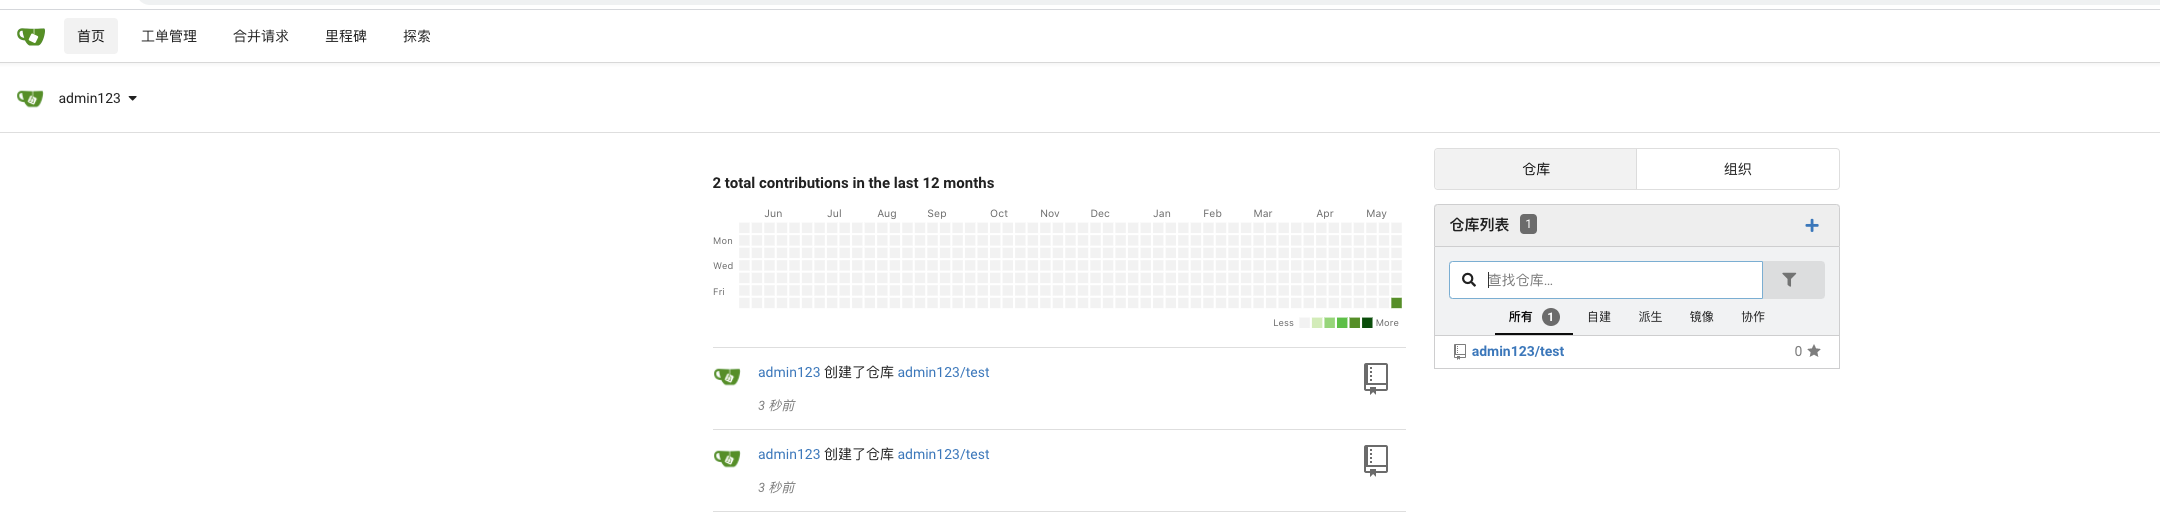 首页 工单管理 合并请求 里程碑 探索
admin123
2 total contributions in the last 12 months
Jun Jul Aug Sep Oct Nov Dec Jan Feb Mar Apr May
Mon
Wed
Fri
Less More
admin123 创建了仓库 admin123/test
3 秒前
admin123 创建了仓库 admin123/test
3 秒前
仓库 组织
仓库列表 1
查找仓库...
所有 1 自建 派生 镜像 协作
admin123/test 0